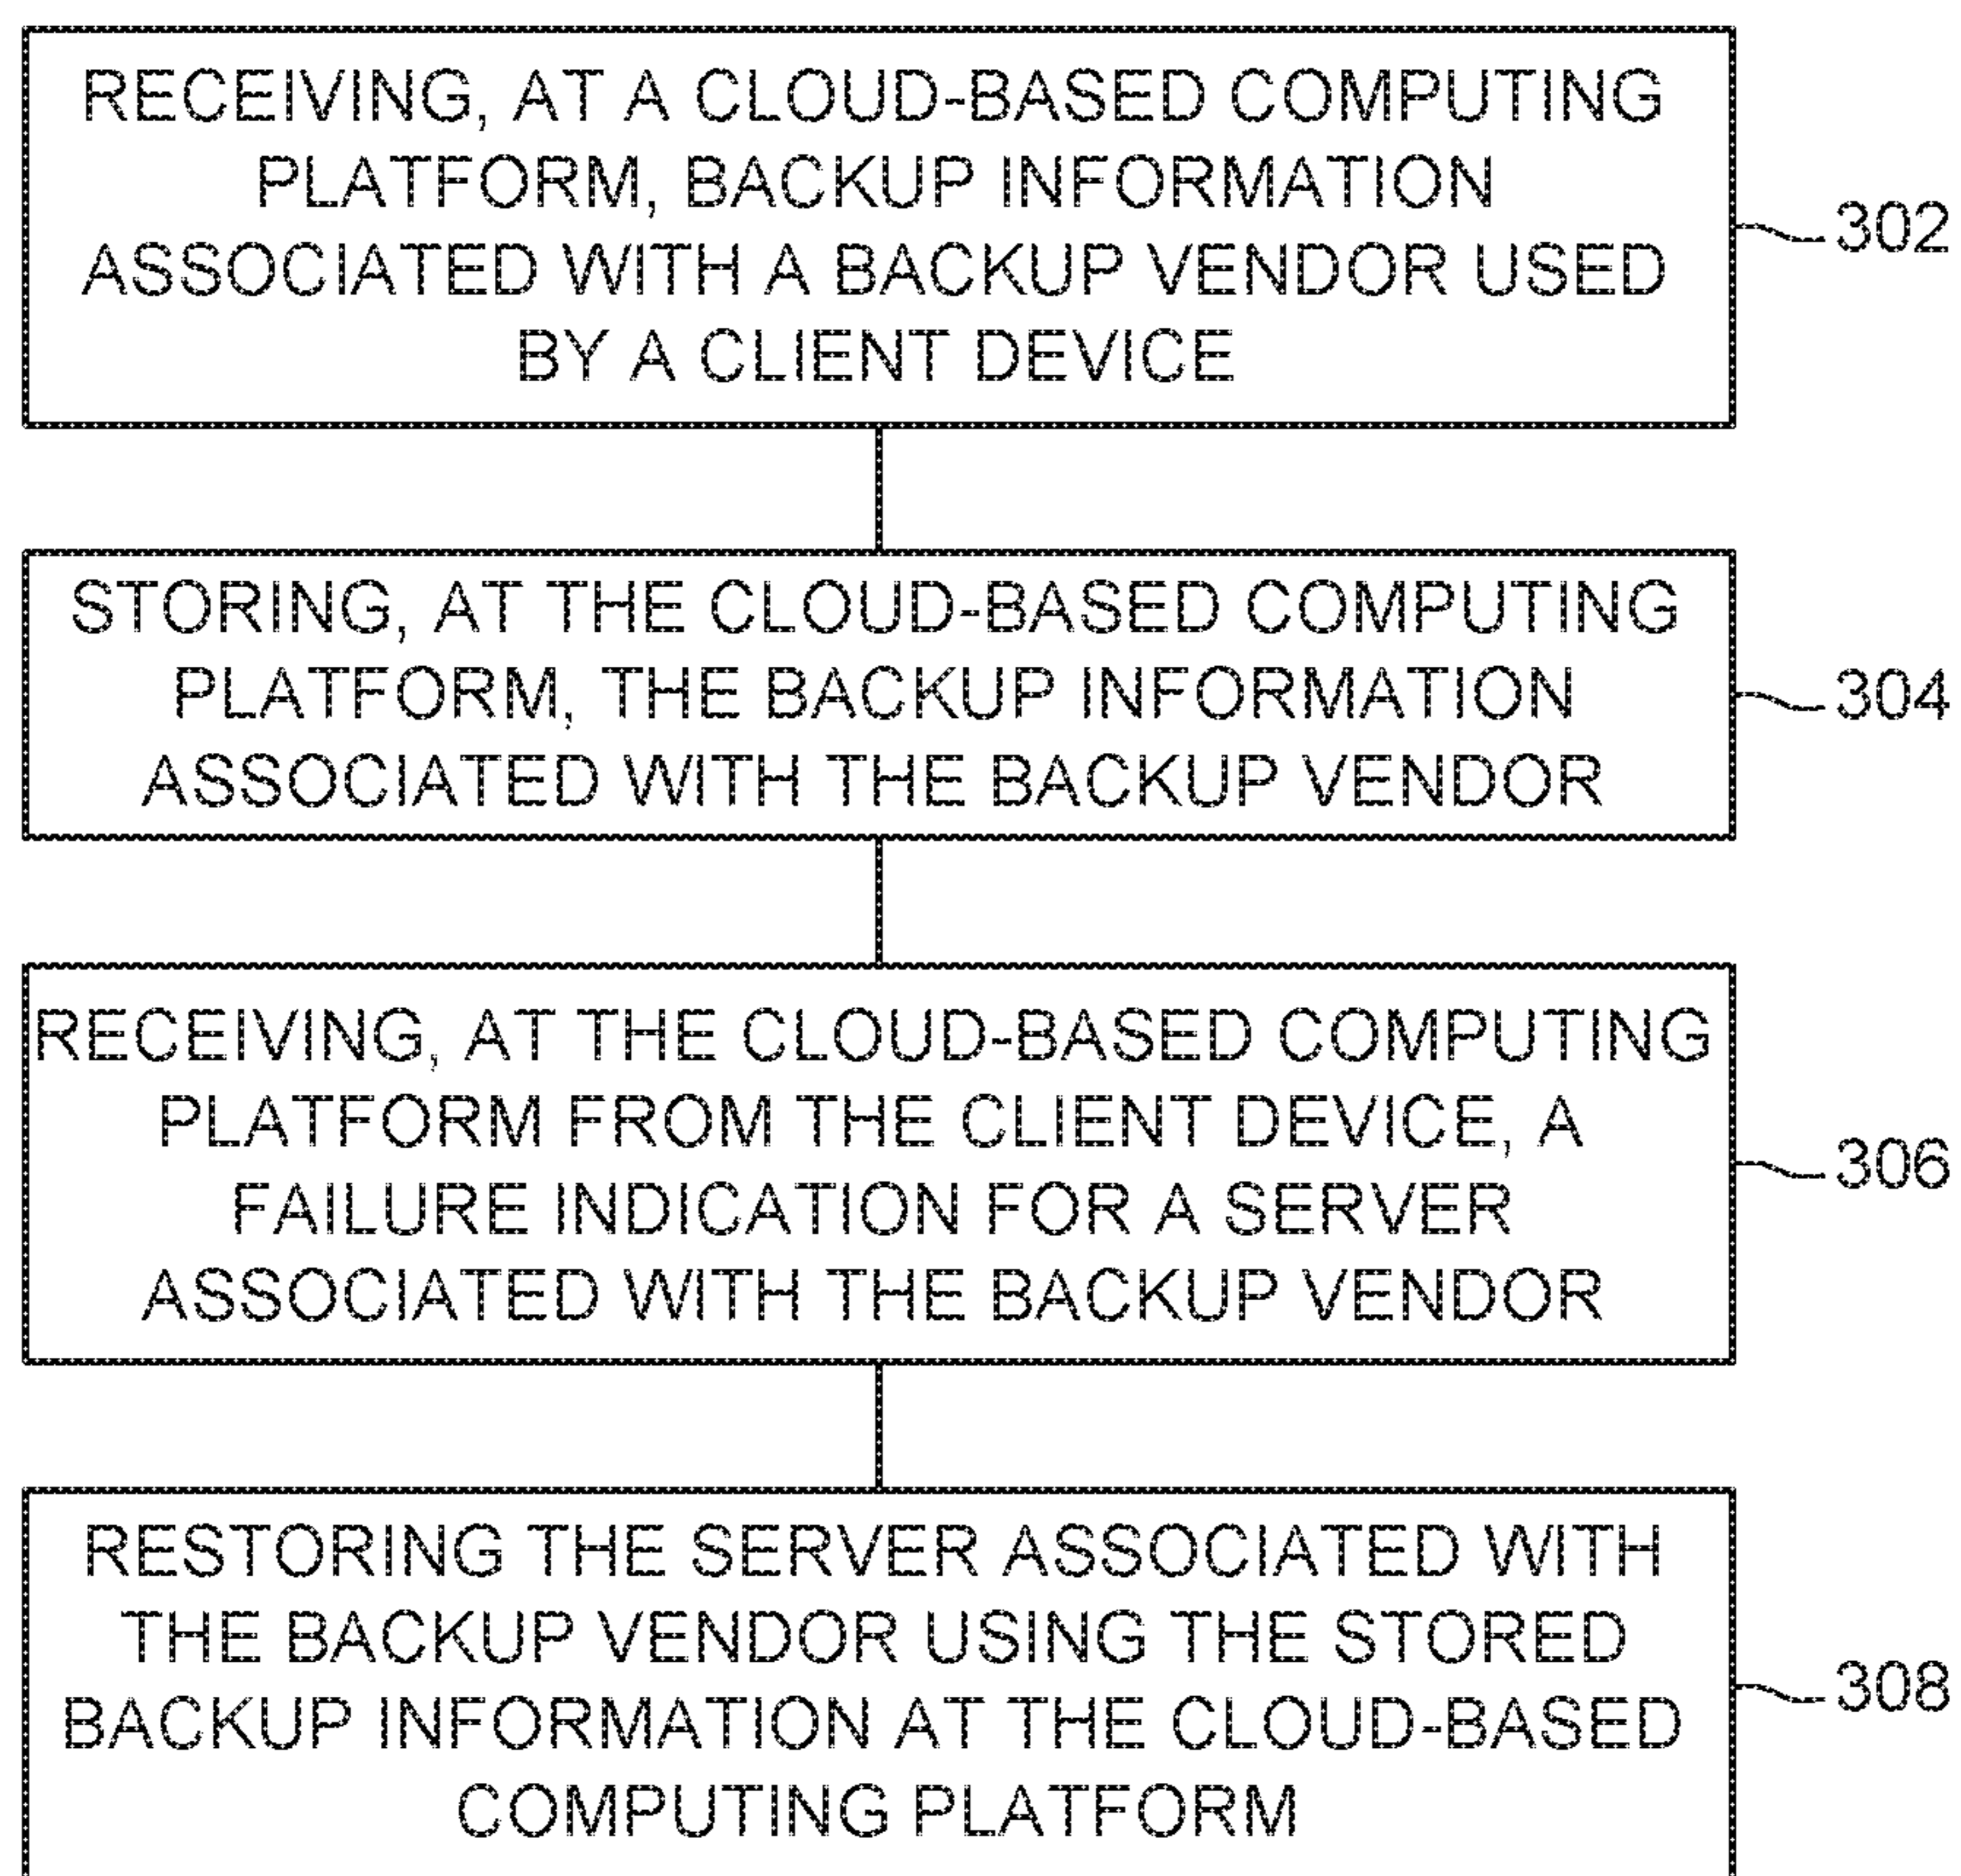 RECEIVING, AT A CLOUD-BASED COMPUTING
PLATFORM, BACKUP INFORMATION
ASSOCIATED WITH A BACKUP VENDOR USED
BY A CLIENT DEVICE
302
STORING, AT THE CLOUD-BASED COMPUTING
PLATFORM, THE BACKUP INFORMATION
ASSOCIATED WITH THE BACKUP VENDOR
304
RECEIVING, AT THE CLOUD-BASED COMPUTING
PLATFORM FROM THE CLIENT DEVICE, A
FAILURE INDICATION FOR A SERVER
ASSOCIATED WITH THE BACKUP VENDOR
306
RESTORING THE SERVER ASSOCIATED WITH
THE BACKUP VENDOR USING THE STORED
BACKUP INFORMATION AT THE CLOUD-BASED
COMPUTING PLATFORM
308